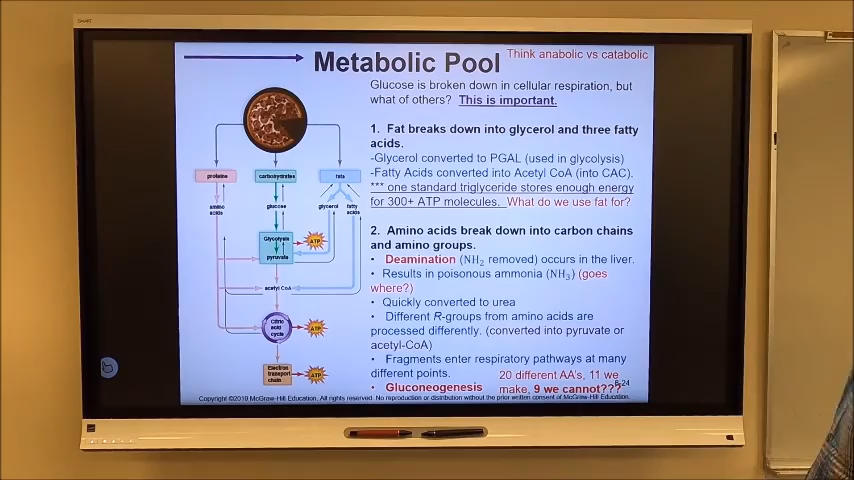 SMART
Metabolic Pool
Think anabolic vs catabolic
Glucose is broken down in cellular respiration, but
what of others? This is important.
1. Fat breaks down into glycerol and three fatty
acids.
-Glycerol converted to PGAL (used in glycolysis)
-Fatty Acids converted into Acetyl CoA (into CAC).
*** one standard triglyceride stores enough energy
for 300+ ATP molecules. What do we use fat for?
2. Amino acids break down into carbon chains
and amino groups.
• Deamination (NH₂ removed) occurs in the liver.
• Results in poisonous ammonia (NH₃) (goes
where?)
• Quickly converted to urea
• Different R-groups from amino acids are
processed differently. (converted into pyruvate or
acetyl-CoA)
• Fragments enter respiratory pathways at many
different points.
• Gluconeogenesis
20 different AA's, 11 we
make, 9 we cannot???
8-24
proteins
carbohydrates
fats
amino
acids
glucose
glycerol
fatty
acids
Glycolysis
ATP
pyruvate
acetyl CoA
Citric
acid
cycle
ATP
Electron
transport
chain
ATP
Copyright ©2019 McGraw-Hill Education. All rights reserved. No reproduction or distribution without the prior written consent of McGraw-Hill Education.